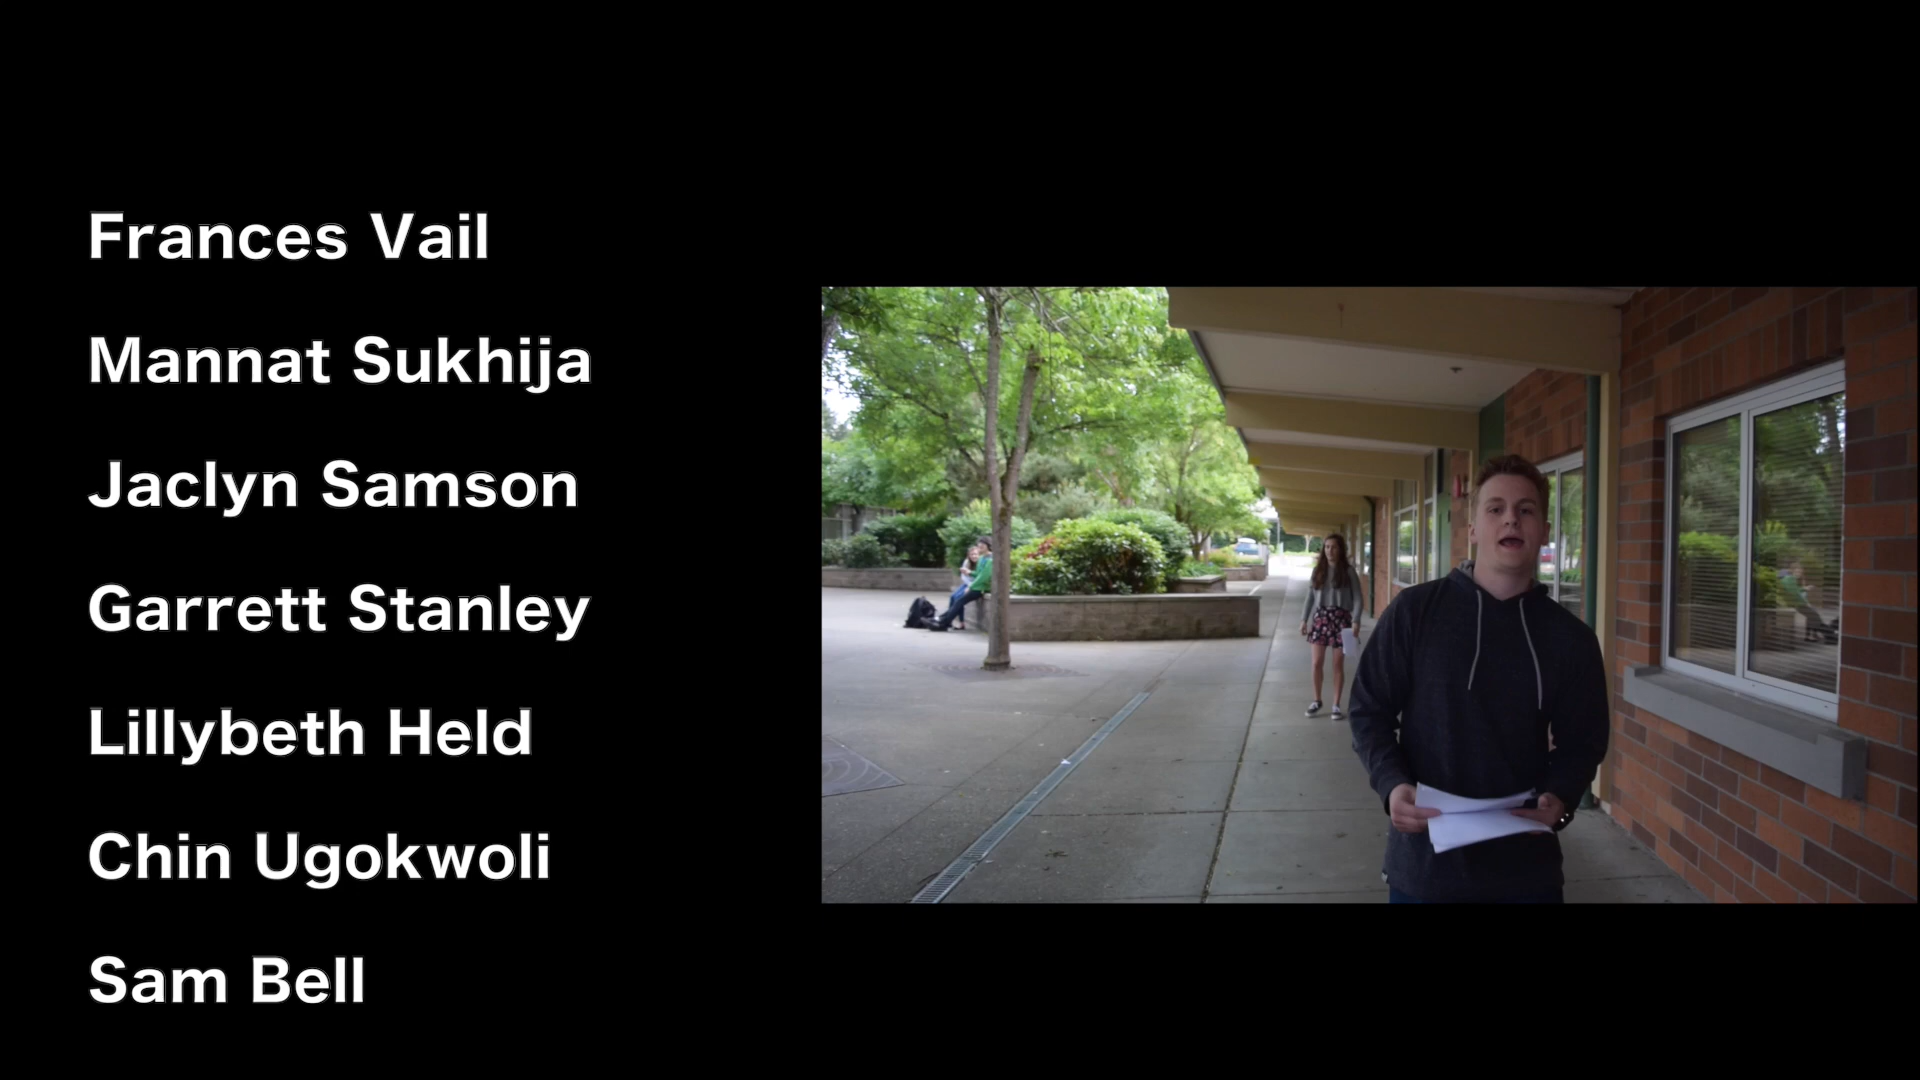 Frances Vail
Mannat Sukhija
Jaclyn Samson
Garrett Stanley
Lillybeth Held
Chin Ugokwoli
Sam Bell